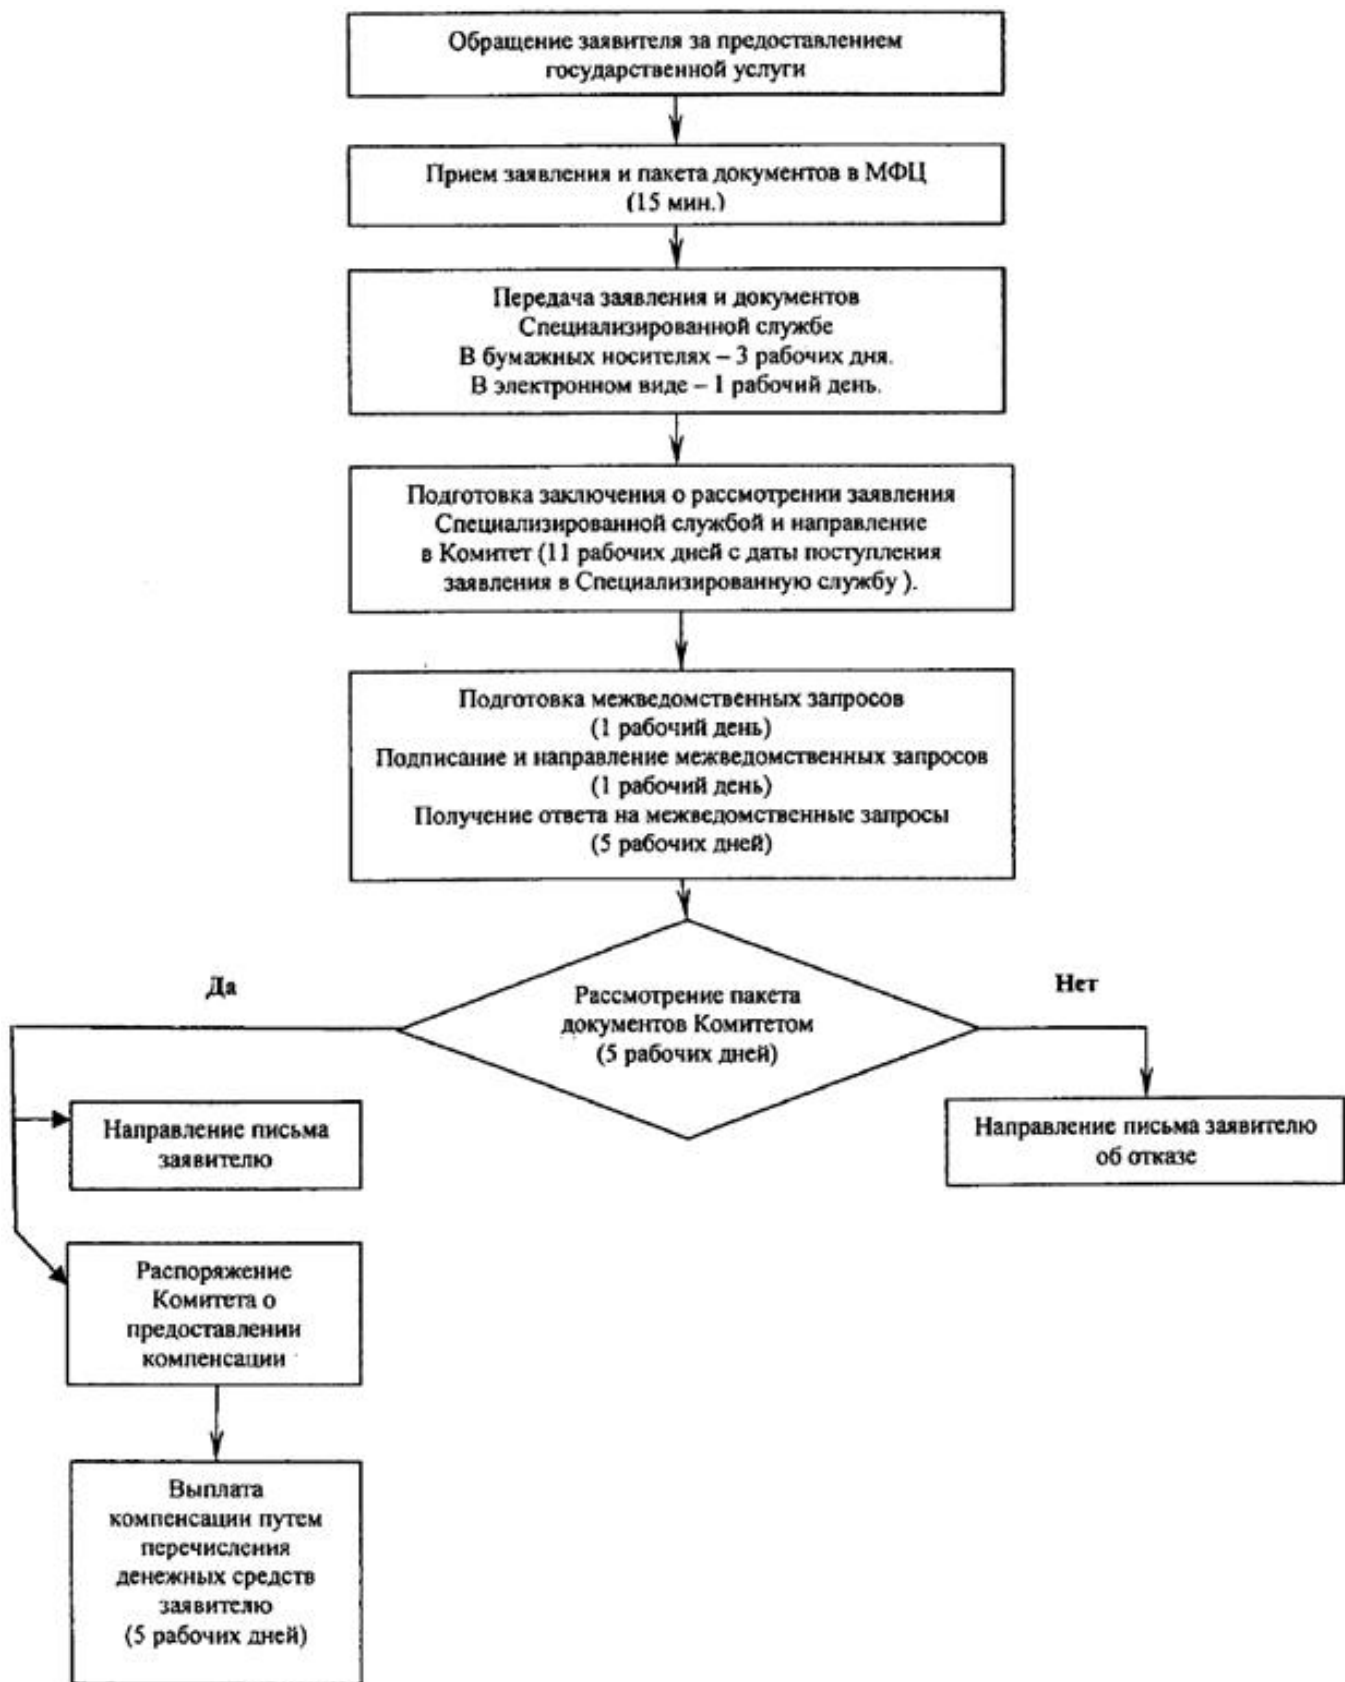 Обращение заявителя за предоставлением
государственной услуги
Прием заявления и пакета документов в МФЦ
(15 мин.)
Передача заявления и документов
Специализированной службе
В бумажных носителях – 3 рабочих дня.
В электронном виде – 1 рабочий день.
Подготовка заключения о рассмотрении заявления
Специализированной службой и направление
в Комитет (11 рабочих дней с даты поступления
заявления в Специализированную службу ).
Подготовка межведомственных запросов
(1 рабочий день)
Подписание и направление межведомственных запросов
(1 рабочий день)
Получение ответа на межведомственные запросы
(5 рабочих дней)
Да
Нет
Рассмотрение пакета
документов Комитетом
(5 рабочих дней)
Направление письма
заявителю
Направление письма заявителю
об отказе
Распоряжение
Комитета о
предоставлении
компенсации
Выплата
компенсации путем
перечисления
денежных средств
заявителю
(5 рабочих дней)